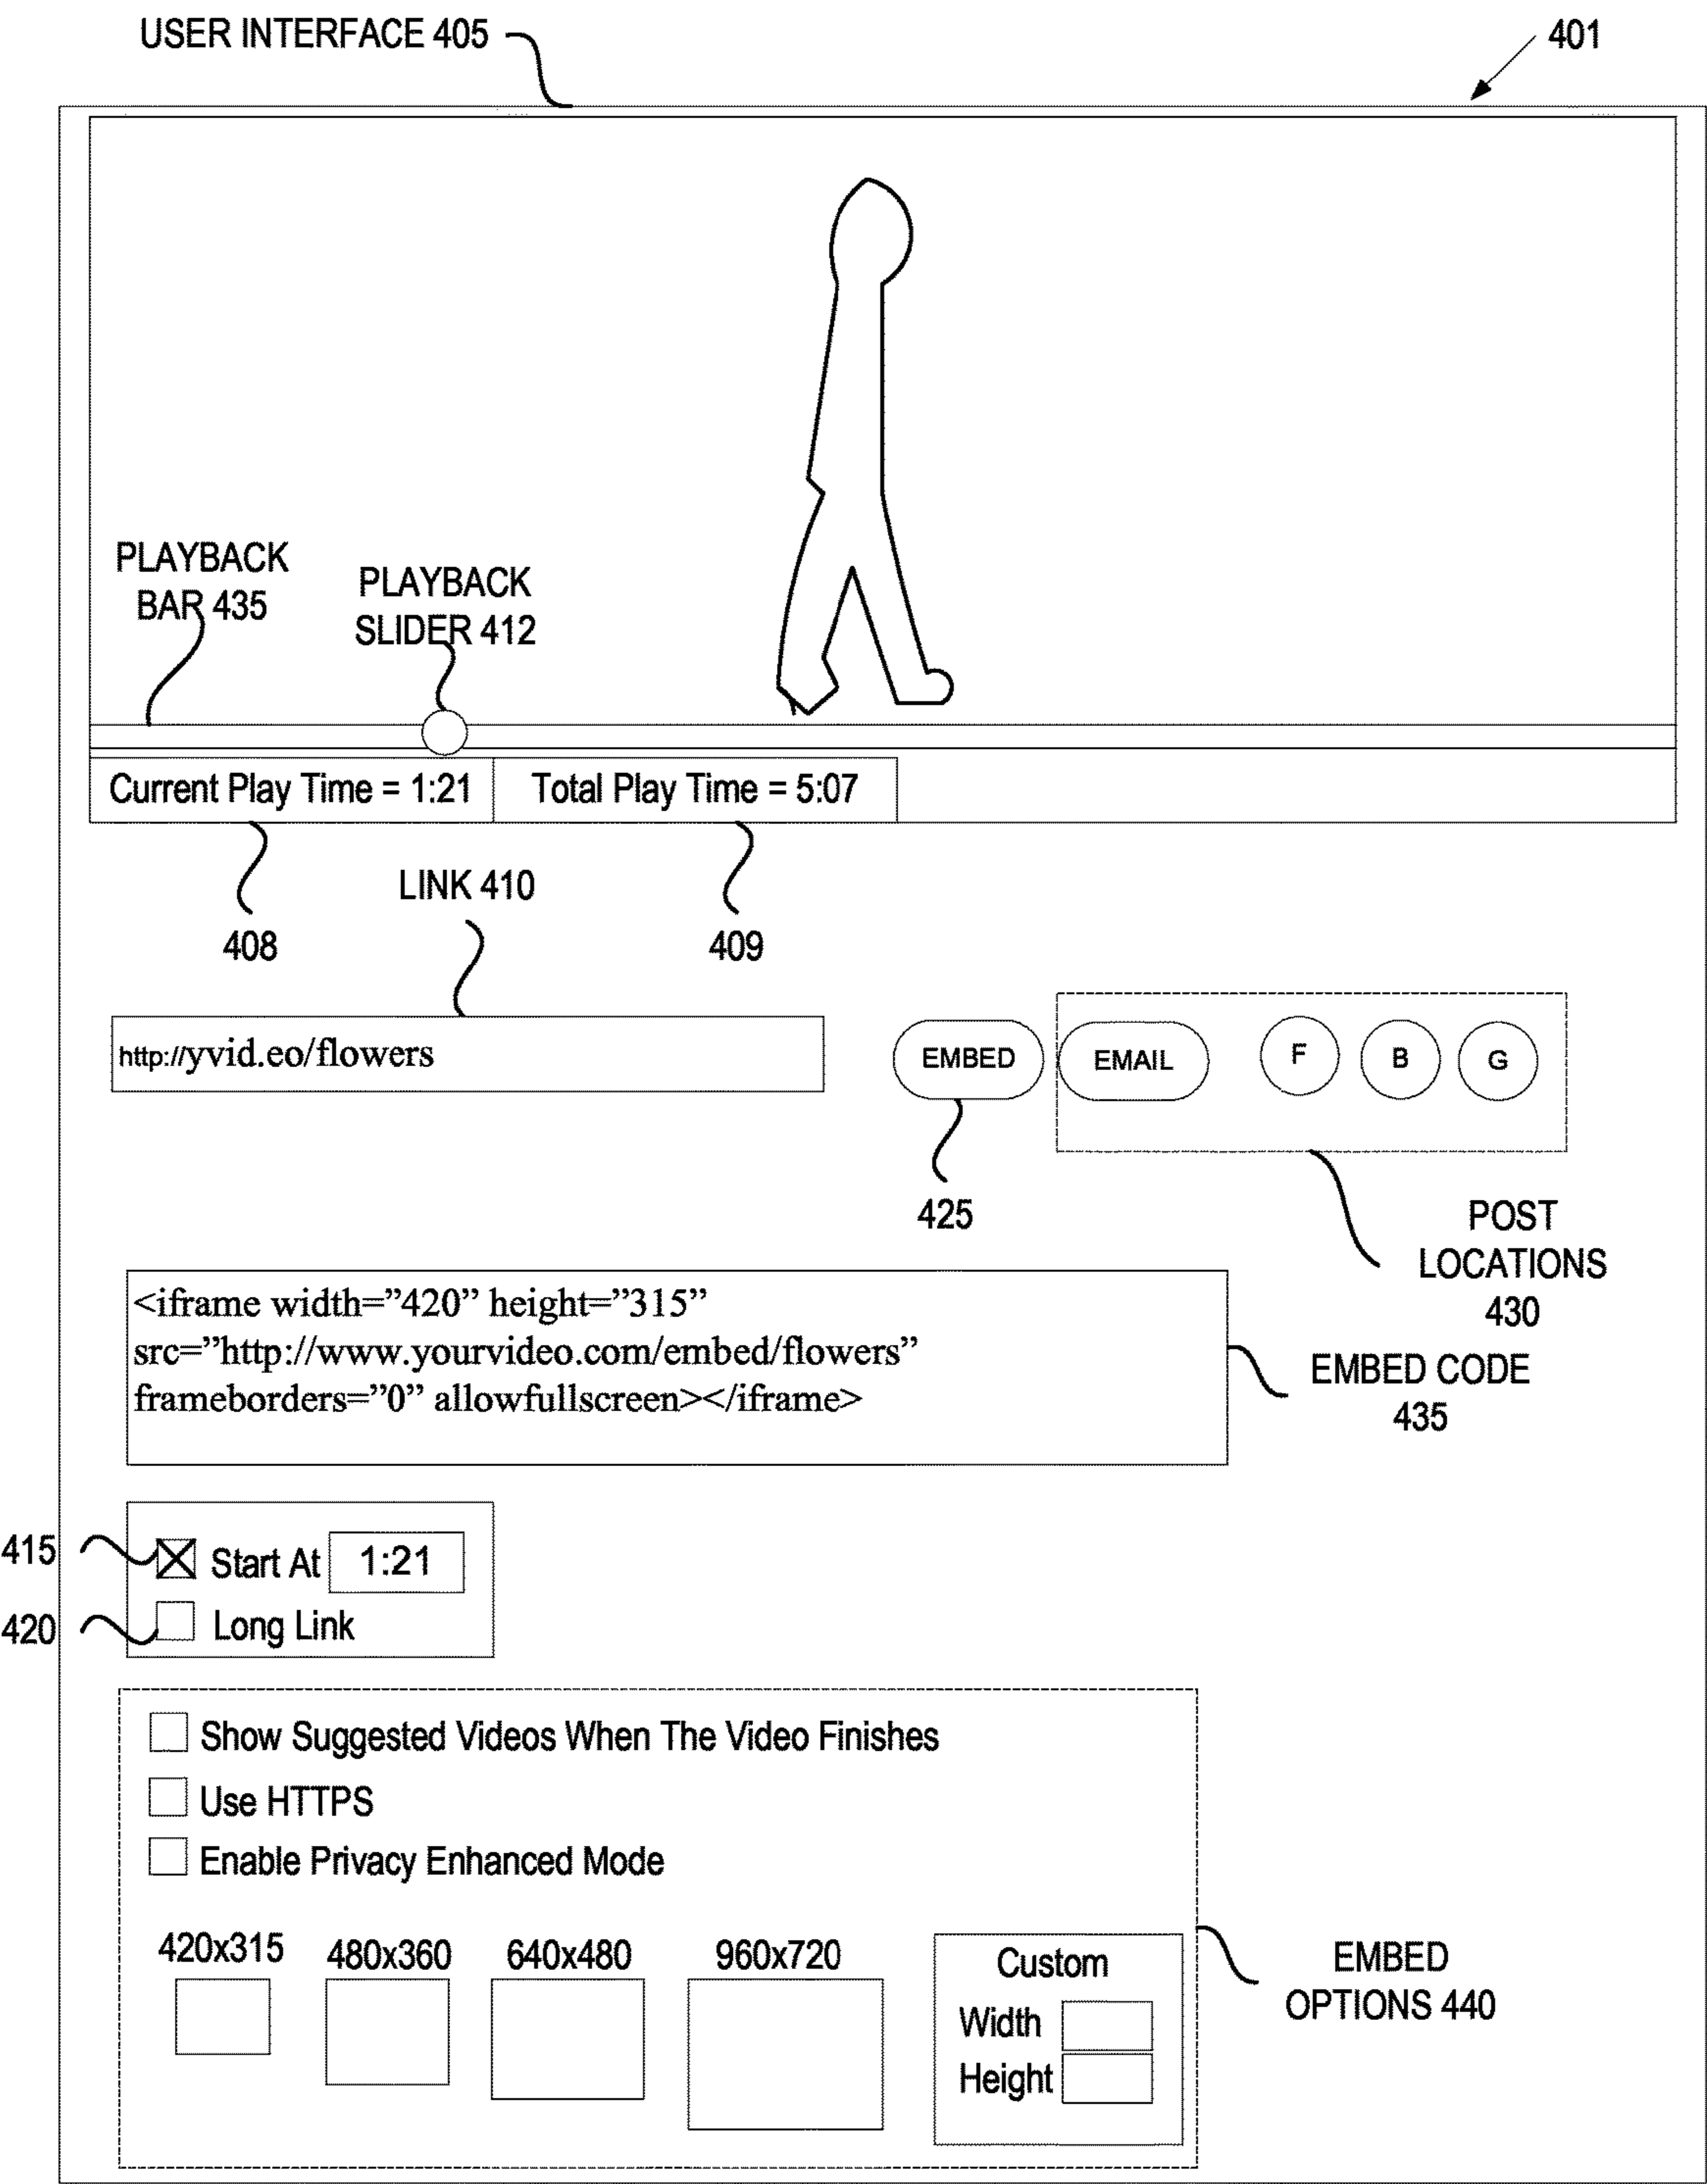 USER INTERFACE 405
401
PLAYBACK
BAR 435
PLAYBACK
SLIDER 412
Current Play Time = 1:21
Total Play Time = 5:07
408
LINK 410
409
http://yvid.eo/flowers
EMBED
EMAIL
F
B
G
425
POST
LOCATIONS
430
<iframe width=”420” height=”315”
src=”http://www.yourvideo.com/embed/flowers”
frameborders=”0” allowfullscreen></iframe>
EMBED CODE
435
415
Start At
1:21
420
Long Link
Show Suggested Videos When The Video Finishes
Use HTTPS
Enable Privacy Enhanced Mode
420x315
480x360
640x480
960x720
Custom
Width
Height
EMBED
OPTIONS 440